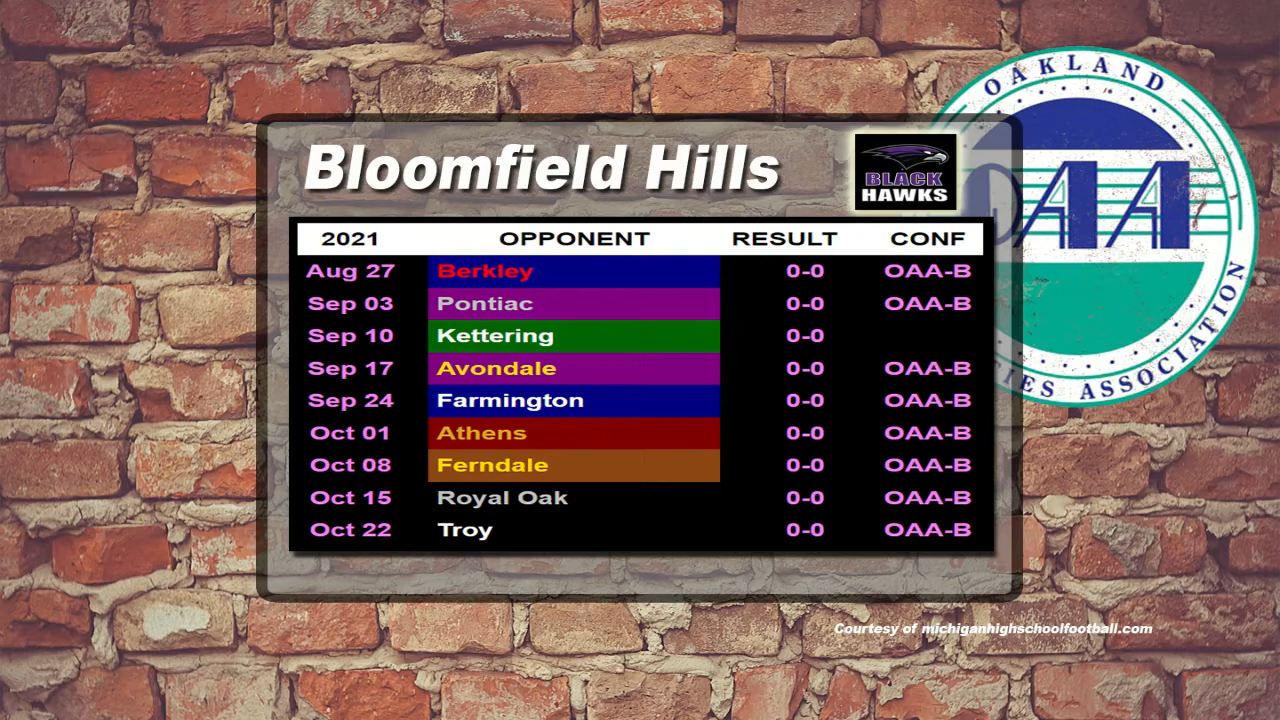 OAKLAND
Bloomfield Hills
BLACK
HAWKS
OAA
2021 OPPONENT RESULT CONF
Aug 27 Berkley 0-0 OAA-B
Sep 03 Pontiac 0-0 OAA-B
Sep 10 Kettering 0-0
Sep 17 Avondale 0-0 OAA-B
Sep 24 Farmington 0-0 OAA-B
Oct 01 Athens 0-0 OAA-B
Oct 08 Ferndale 0-0 OAA-B
Oct 15 Royal Oak 0-0 OAA-B
Oct 22 Troy 0-0 OAA-B
ASSOCIATION
Courtesy of michiganhighschoolfootball.com